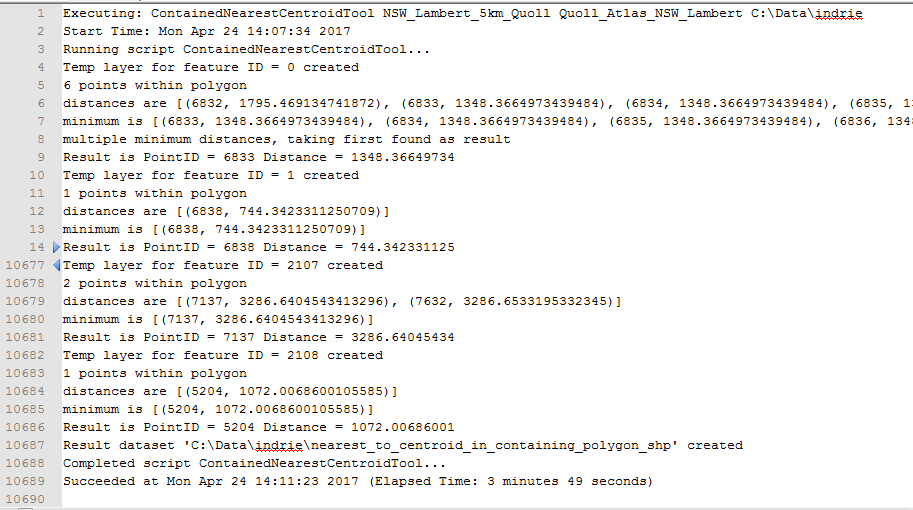 1 Executing: ContainedNearestCentroidTool NSW_Lambert_5km_Quoll Quoll_Atlas_NSW_Lambert C:\Data\indrie
2 Start Time: Mon Apr 24 14:07:34 2017
3 Running script ContainedNearestCentroidTool...
4 Temp layer for feature ID = 0 created
5 6 points within polygon
6 distances are [(6832, 1795.469134741872), (6833, 1348.3664973439484), (6834, 1348.3664973439484), (6835, 1
7 minimum is [(6833, 1348.3664973439484), (6834, 1348.3664973439484), (6835, 1348.3664973439484), (6836, 134
8 multiple minimum distances, taking first found as result
9 Result is PointID = 6833 Distance = 1348.36649734
10 Temp layer for feature ID = 1 created
11 1 points within polygon
12 distances are [(6838, 744.3423311250709)]
13 minimum is [(6838, 744.3423311250709)]
14 Result is PointID = 6838 Distance = 744.342331125
10677 Temp layer for feature ID = 2107 created
10678 2 points within polygon
10679 distances are [(7137, 3286.6404543413296), (7632, 3286.6533195332345)]
10680 minimum is [(7137, 3286.6404543413296)]
10681 Result is PointID = 7137 Distance = 3286.64045434
10682 Temp layer for feature ID = 2108 created
10683 1 points within polygon
10684 distances are [(5204, 1072.0068600105585)]
10685 minimum is [(5204, 1072.0068600105585)]
10686 Result is PointID = 5204 Distance = 1072.00686001
10687 Result dataset 'C:\Data\indrie\nearest_to_centroid_in_containing_polygon_shp' created
10688 Completed script ContainedNearestCentroidTool...
10689 Succeeded at Mon Apr 24 14:11:23 2017 (Elapsed Time: 3 minutes 49 seconds)
10690